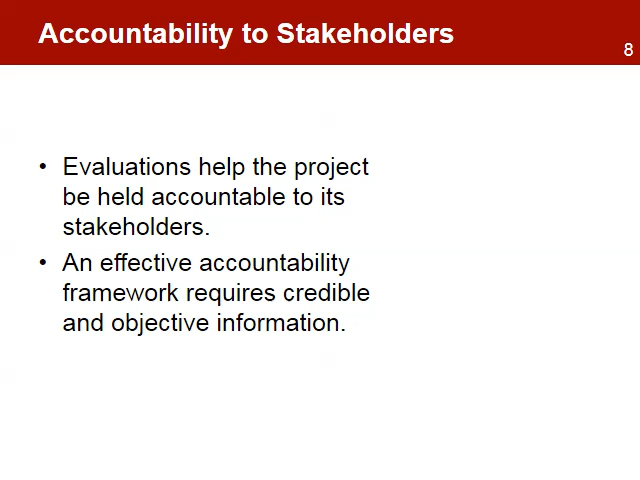 Accountability to Stakeholders
8
• Evaluations help the project
be held accountable to its
stakeholders.
• An effective accountability
framework requires credible
and objective information.